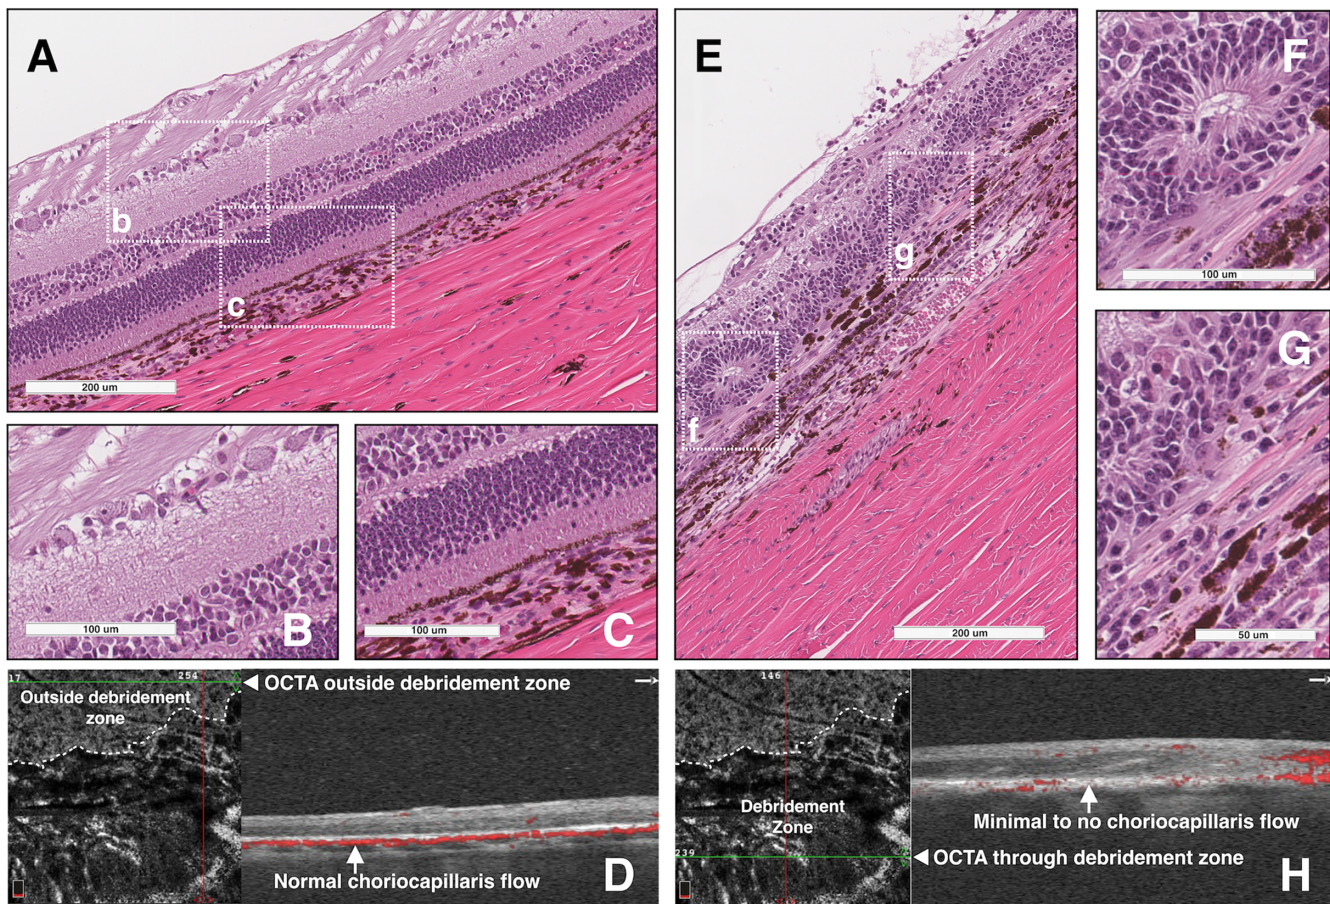 A
b
c
200 um
B
100 um
C
100 um
E
g
f
200 um
F
100 um
G
50 um
17
254
Outside debridement
zone
OCTA outside debridement zone
Normal choriocapillaris flow
D
146
Debridement
Zone
239
Minimal to no choriocapillaris flow
OCTA through debridement zone
H